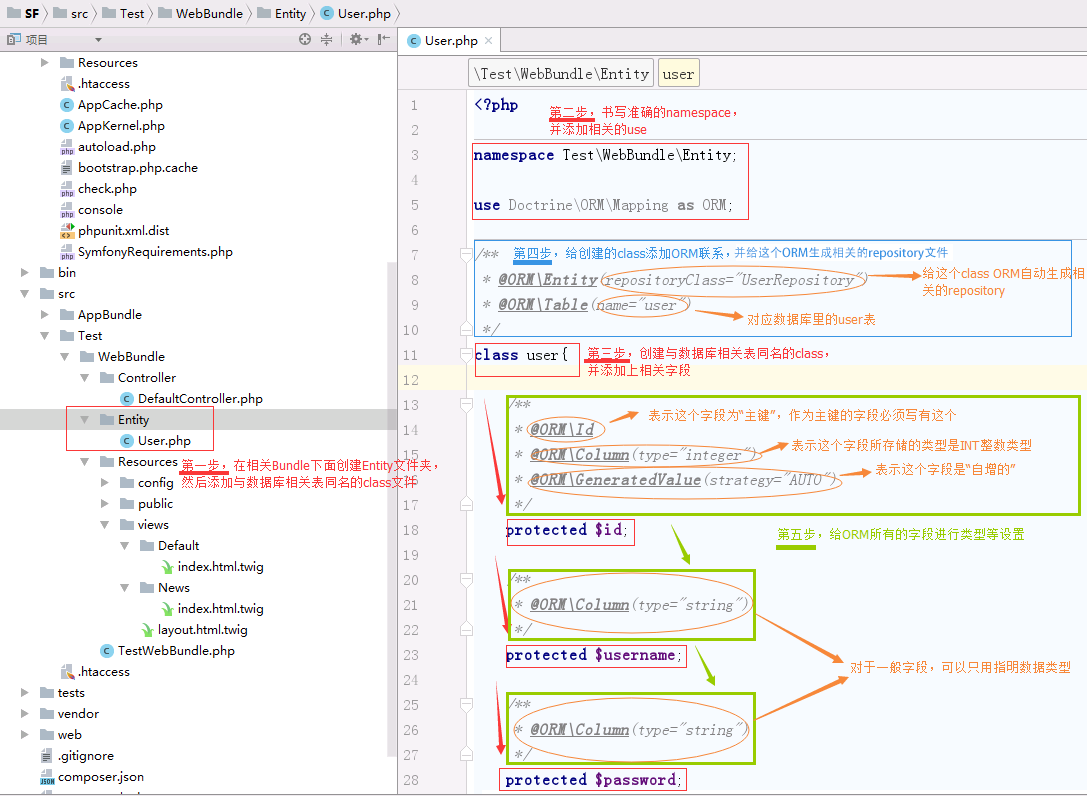 SF src Test WebBundle Entity User.php
项目
User.php
Resources
.htaccess
AppCache.php
AppKernel.php
autoload.php
bootstrap.php.cache
check.php
console
phpunit.xml.dist
SymfonyRequirements.php
bin
src
AppBundle
Test
WebBundle
Controller
DefaultController.php
Entity
User.php
Resources
第一步，在相关Bundle下面创建Entity文件夹，
config
然后添加与数据库相关表同名的class文件
public
views
Default
index.html.twig
News
index.html.twig
layout.html.twig
TestWebBundle.php
.htaccess
tests
vendor
web
.gitignore
composer.json
\Test\WebBundle\Entity user
1 <?php
第二步，书写准确的namespace，
2 并添加相关的use
3 namespace Test\WebBundle\Entity;
4
5 use Doctrine\ORM\Mapping as ORM;
6
7 /** 第四步，给创建的class添加ORM联系，并给这个ORM生成相关的repository文件
8 * @ORM\Entity(repositoryClass="UserRepository")
给这个class ORM自动生成相
关的repository
9 * @ORM\Table(name="user")
对应数据库里的user表
10 */
11 class user{ 第三步，创建与数据库相关表同名的class，
并添加上相关字段
12
13 /**
14 * @ORM\Id 表示这个字段为“主键”，作为主键的字段必须写有这个
15 * @ORM\Column(type="integer") 表示这个字段所存储的类型是INT整数类型
16 * @ORM\GeneratedValue(strategy="AUTO") 表示这个字段是“自增的”
17 */
18 protected $id; 第五步，给ORM所有的字段进行类型等设置
19
20 /**
21 * @ORM\Column(type="string")
22 */
23 protected $username; 对于一般字段，可以只用指明数据类型
24
25 /**
26 * @ORM\Column(type="string")
27 */
28 protected $password;